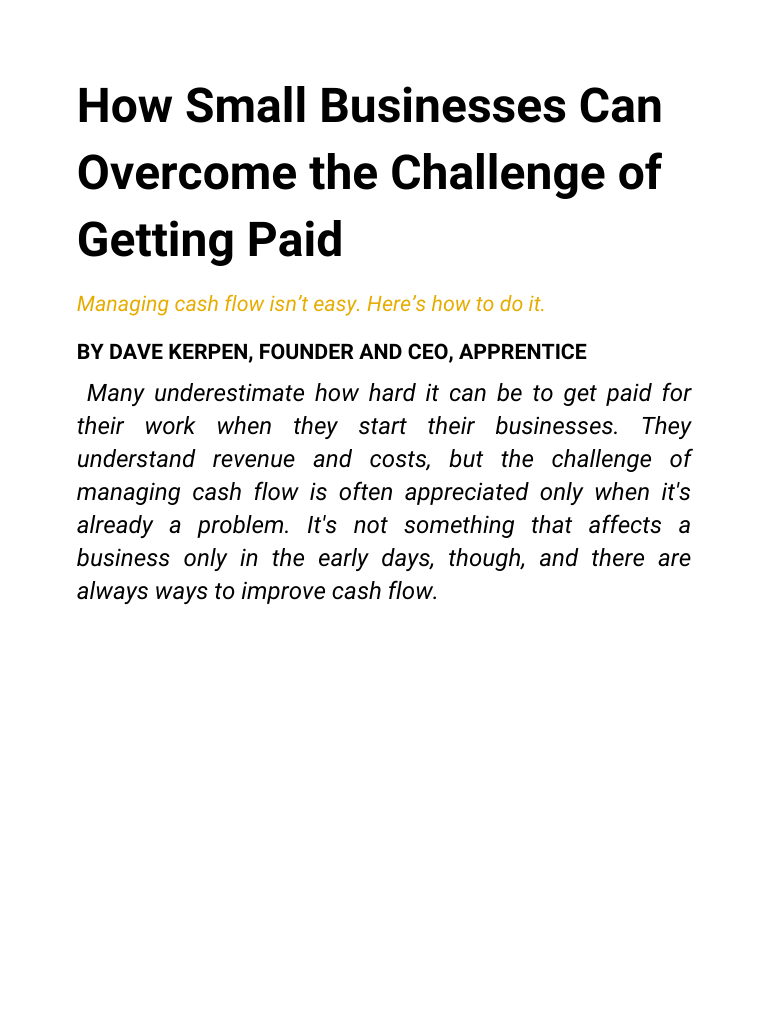 How Small Businesses Can
Overcome the Challenge of
Getting Paid
Managing cash flow isn’t easy. Here’s how to do it.
BY DAVE KERPEN, FOUNDER AND CEO, APPRENTICE
Many underestimate how hard it can be to get paid for
their work when they start their businesses. They
understand revenue and costs, but the challenge of
managing cash flow is often appreciated only when it's
already a problem. It's not something that affects a
business only in the early days, though, and there are
always ways to improve cash flow.